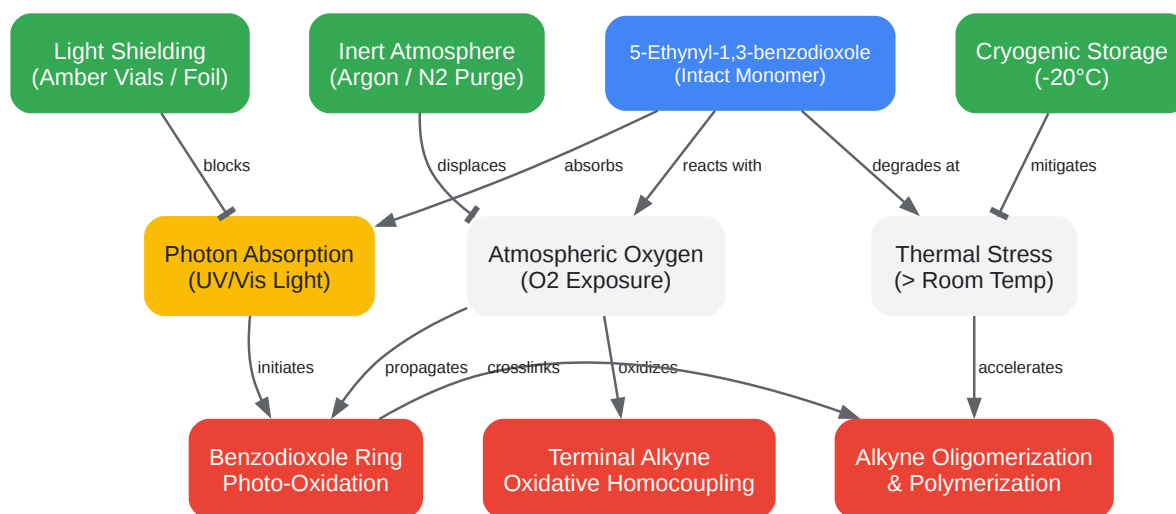 Light Shielding
(Amber Vials / Foil)
Inert Atmosphere
(Argon / N2 Purge)
5-Ethynyl-1,3-benzodioxole
(Intact Monomer)
Cryogenic Storage
(-20°C)
blocks
displaces
absorbs
reacts with
degrades at
mitigates
Photon Absorption
(UV/Vis Light)
Atmospheric Oxygen
(O2 Exposure)
Thermal Stress
(> Room Temp)
initiates
propagates
crosslinks
oxidizes
accelerates
Benzodioxole Ring
Photo-Oxidation
Terminal Alkyne
Oxidative Homocoupling
Alkyne Oligomerization
& Polymerization